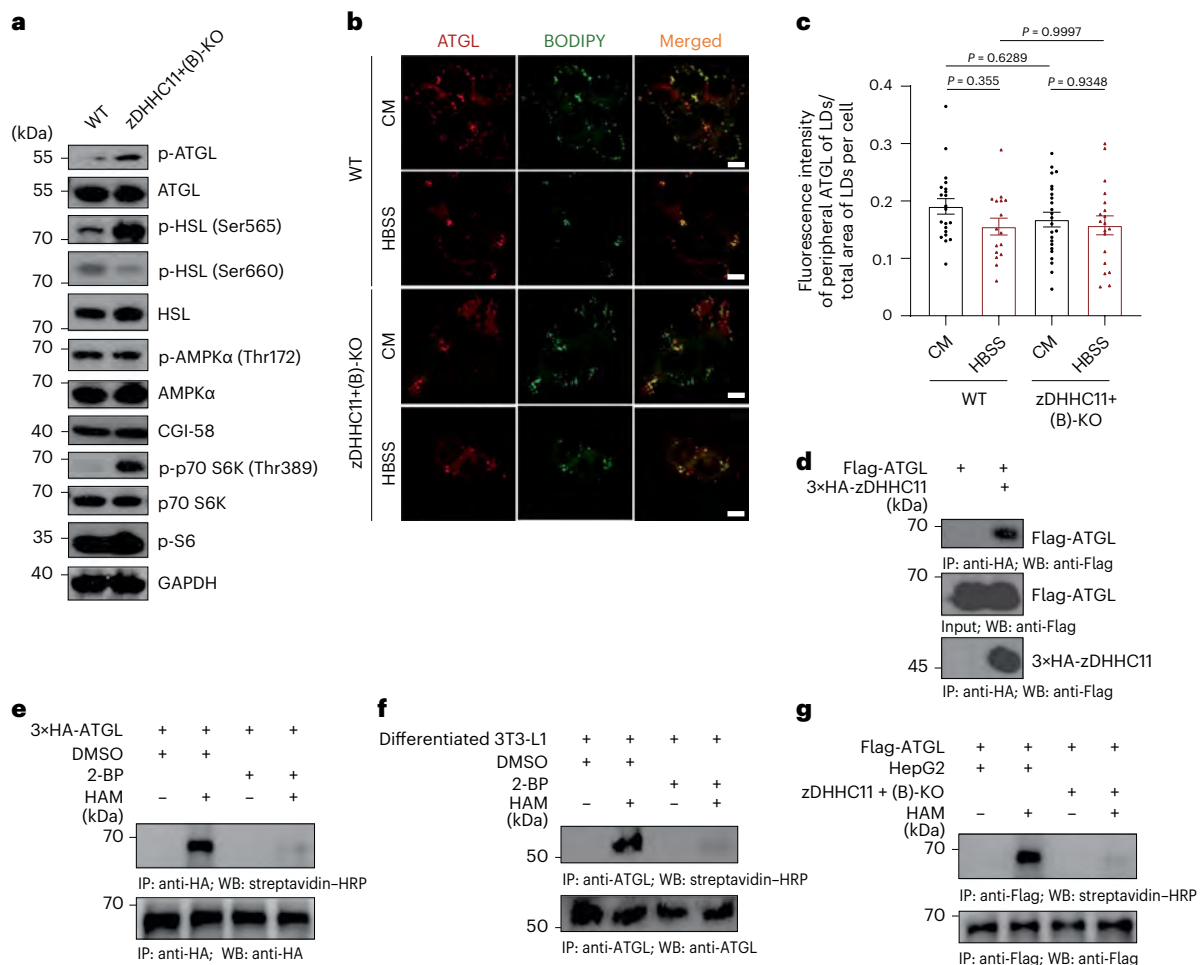 a
WT
zDHHC11+(B)-KO
(kDa)
55
p-ATGL
55
ATGL
70
p-HSL (Ser565)
70
p-HSL (Ser660)
70
HSL
70
p-AMPKα (Thr172)
70
AMPKα
40
CGI-58
70
p-p70 S6K (Thr389)
70
p70 S6K
35
p-S6
40
GAPDH
b
ATGL BODIPY Merged
WT
CM
HBSS
zDHHC11+(B)-KO
CM
HBSS
c
P = 0.9997
P = 0.6289
P = 0.355
P = 0.9348
Fluorescence intensity
of peripheral ATGL of LDs/
total area of LDs per cell
0.4
0.3
0.2
0.1
0
CM HBSS CM HBSS
WT
zDHHC11+
(B)-KO
d
Flag-ATGL + +
3×HA-zDHHC11 +
(kDa)
70
Flag-ATGL
IP: anti-HA; WB: anti-Flag
70
Flag-ATGL
Input; WB: anti-Flag
45
3×HA-zDHHC11
IP: anti-HA; WB: anti-Flag
e
3×HA-ATGL + + + +
DMSO + +
2-BP + +
HAM – + – +
(kDa)
70
IP: anti-HA; WB: streptavidin–HRP
70
IP: anti-HA; WB: anti-HA
f
Differentiated 3T3-L1 + + + +
DMSO + +
2-BP + +
HAM – + – +
(kDa)
50
IP: anti-ATGL; WB: streptavidin–HRP
50
IP: anti-ATGL; WB: anti-ATGL
g
Flag-ATGL + + + +
HepG2 + +
zDHHC11 + (B)-KO + +
HAM – + – +
(kDa)
70
IP: anti-Flag; WB: streptavidin–HRP
70
IP: anti-Flag; WB: anti-Flag